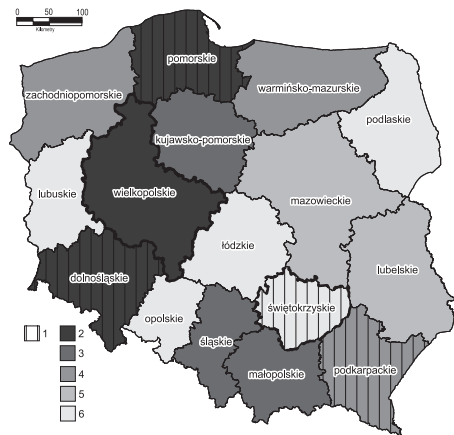 0 50 100
Kilometry
pomorskie
zachodniopomorskie
warmińsko-mazurskie
podlaskie
kujawsko-pomorskie
lubuskie
wielkopolskie
mazowieckie
łódzkie
dolnośląskie
lubelskie
opolskie
świętokrzyskie
śląskie
małopolskie
podkarpackie
1 2
3
4
5
6